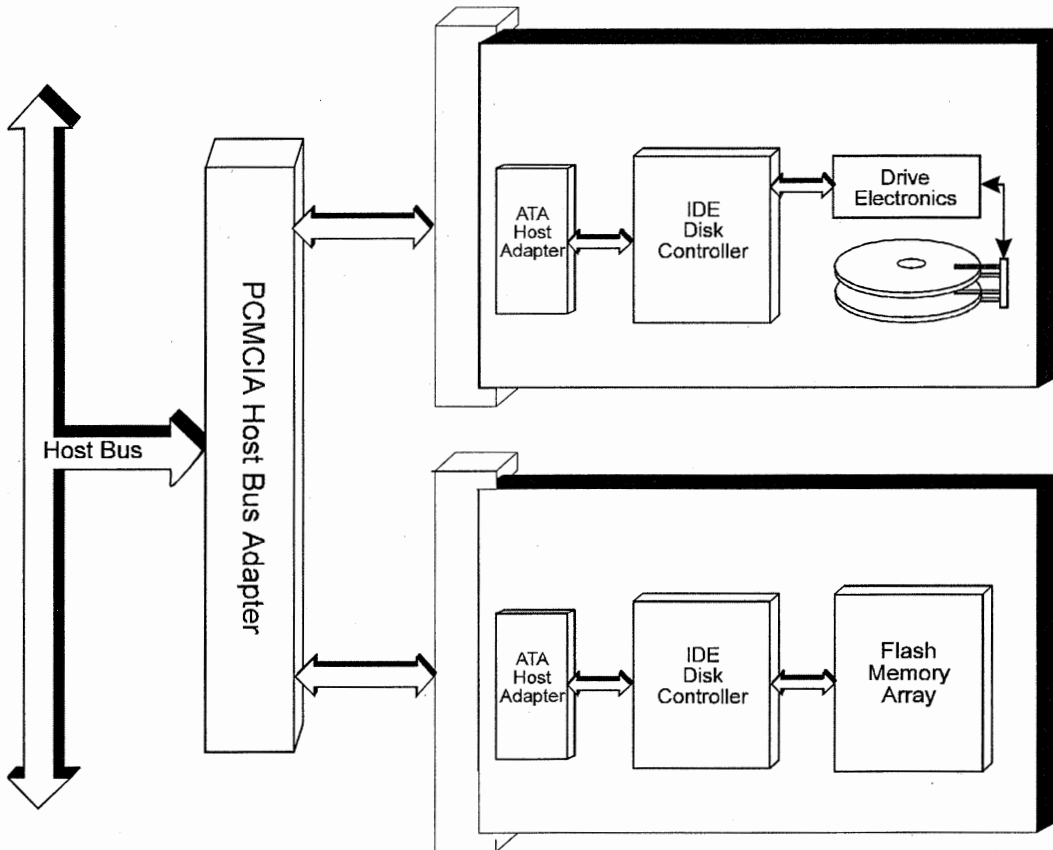 Host Bus
PCMCIA Host Bus Adapter
ATA
Host
Adapter
IDE
Disk
Controller
Drive
Electronics
ATA
Host
Adapter
IDE
Disk
Controller
Flash
Memory
Array